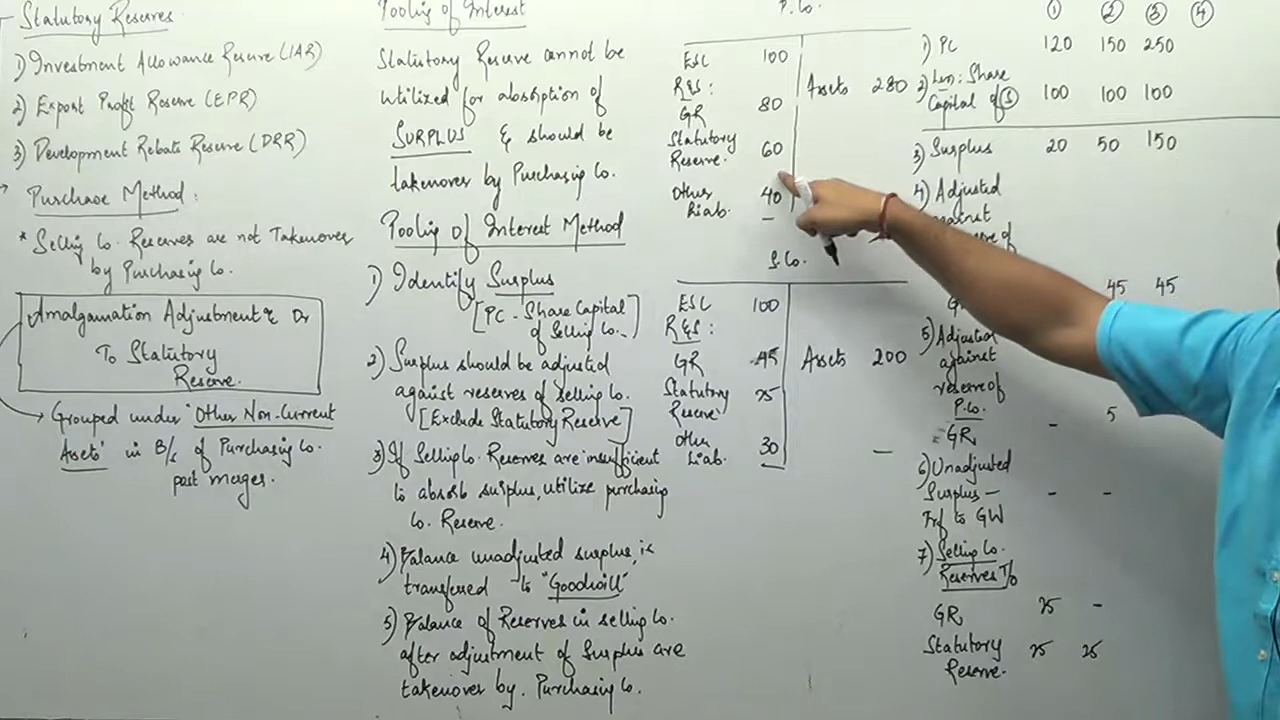 Statutory Reserves
1) Investment Allowance Reserve (IAR)
2) Export Profit Reserve (EPR)
3) Development Rebate Reserve (DRR)
Purchase Method:
* Selling Co. Reserves are not Takenover
by Purchasing Co.
Amalgamation Adjustment Dr
To Statutory
Reserve.
Grouped under "Other Non-Current
Assets" in B/s of Purchasing Co.
post merger.
Pooling of Interest
Statutory Reserve cannot be
utilized for absorption of
SURPLUS & should be
takenover by Purchasing Co.
Pooling Of Interest Method
1) Identify Surplus
[PC - Share Capital
of Selling Co.]
2) Surplus should be adjusted
against reserves of Selling Co.
[Exclude Statutory Reserve]
3) If Selling Co. Reserves are insufficient
to absorb surplus, utilize purchasing
Co. Reserve.
4) Balance unadjusted surplus, is
transferred to "Goodwill"
5) Balance of Reserves in selling Co.
after adjustment of Surplus are
takenover by Purchasing Co.
P. Co.
ESC 100
R&S:
Assets 280
GR 80
Statutory
Reserve. 60
Other
Liab. 40
S. Co.
ESC 100
R&S:
GR 45 Assets 200
Statutory
Reserve 25
Other
Liab. 30
1 2 3 4
1) PC 120 150 250
2) Less: Share
Capital of S 100 100 100
3) Surplus 20 50 150
4) Adjusted
against
of
45 45
5) Adjusted
against
reserve of
P. Co.
GR - 5
6) Unadjusted
Surplus - - -
Trf to GW
7) Selling Co.
Reserves T/o
GR 25 -
Statutory
Reserve. 25 25